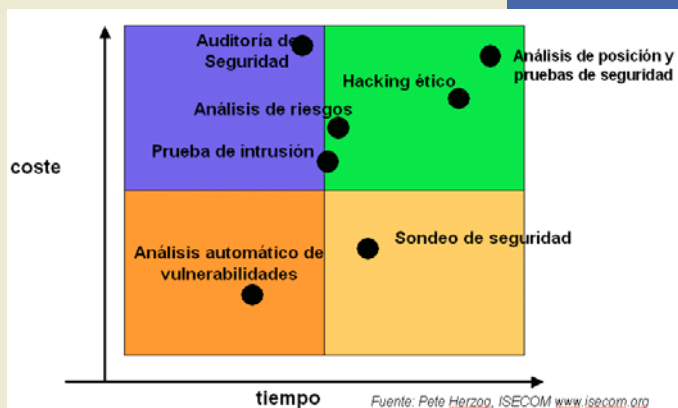 Auditoría de
Seguridad
Análisis de posición y
pruebas de seguridad
Hacking ético
Análisis de riesgos
Prueba de intrusión
coste
Sondeo de seguridad
Análisis automático de
vulnerabilidades
tiempo
Fuente: Pete Herzog, ISECOM www.isecom.org